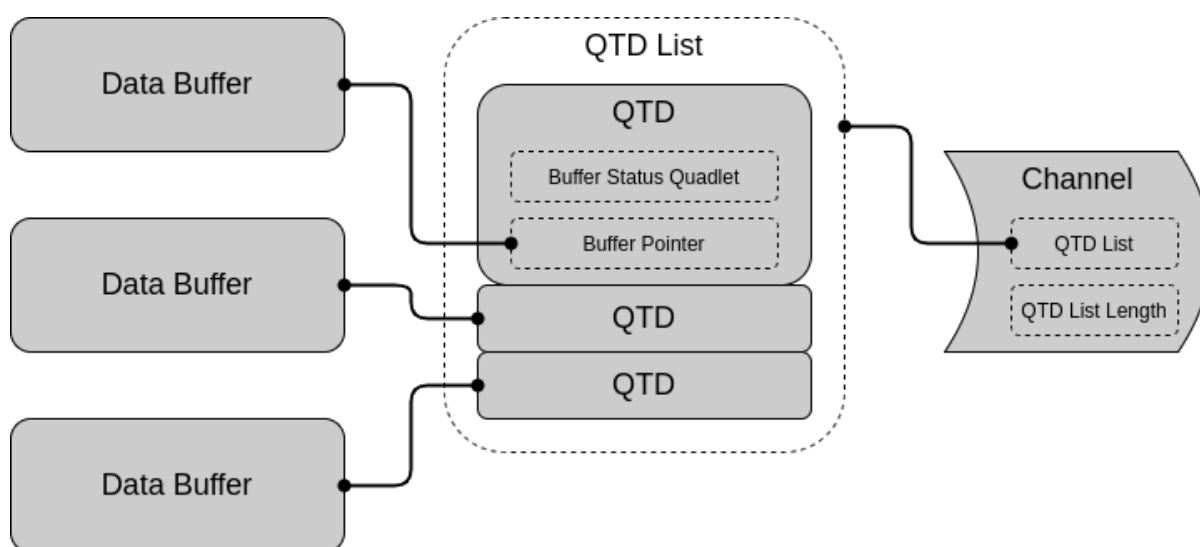 Data Buffer
Data Buffer
Data Buffer
QTD List
QTD
Buffer Status Quadlet
Buffer Pointer
QTD
QTD
Channel
QTD List
QTD List Length